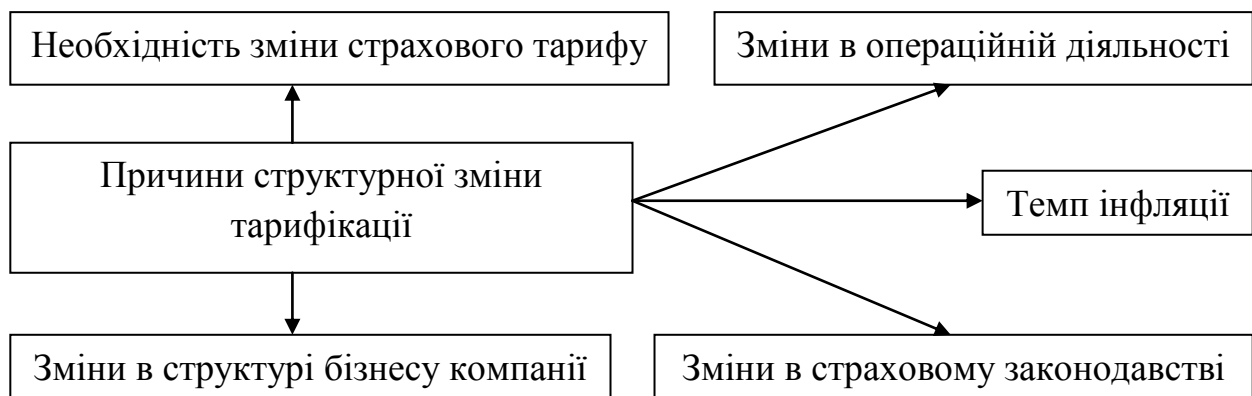 Необхідність зміни страхового тарифу
Зміни в операційній діяльності
Причини структурної зміни
тарифікації
Темп інфляції
Зміни в структурі бізнесу компанії
Зміни в страховому законодавстві